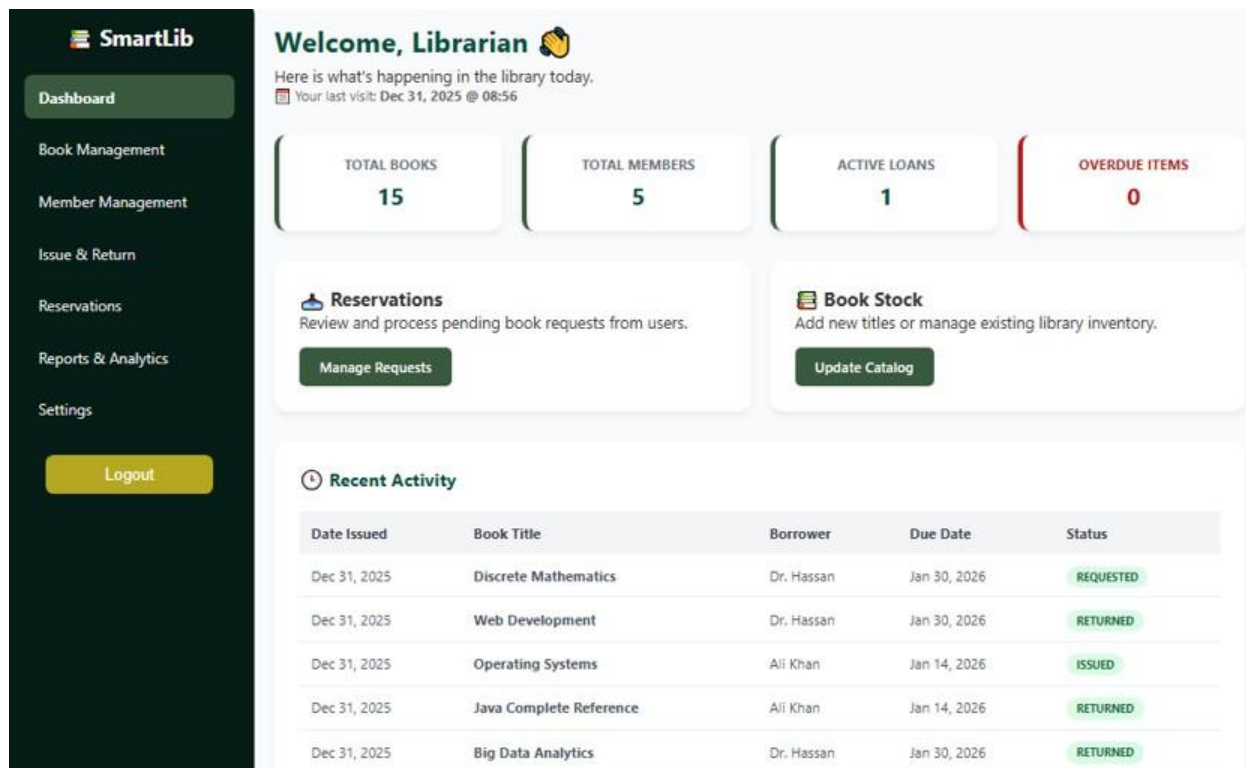 SmartLib
Dashboard
Book Management
Member Management
Issue & Return
Reservations
Reports & Analytics
Settings
Logout
Welcome, Librarian
Here is what's happening in the library today.
Your last visit: Dec 31, 2025 @ 08:56
TOTAL BOOKS
15
TOTAL MEMBERS
5
ACTIVE LOANS
1
OVERDUE ITEMS
0
Reservations
Review and process pending book requests from users.
Manage Requests
Book Stock
Add new titles or manage existing library inventory.
Update Catalog
Recent Activity
Date Issued Book Title Borrower Due Date Status
Dec 31, 2025 Discrete Mathematics Dr. Hassan Jan 30, 2026 REQUESTED
Dec 31, 2025 Web Development Dr. Hassan Jan 30, 2026 RETURNED
Dec 31, 2025 Operating Systems Ali Khan Jan 14, 2026 ISSUED
Dec 31, 2025 Java Complete Reference Ali Khan Jan 14, 2026 RETURNED
Dec 31, 2025 Big Data Analytics Dr. Hassan Jan 30, 2026 RETURNED